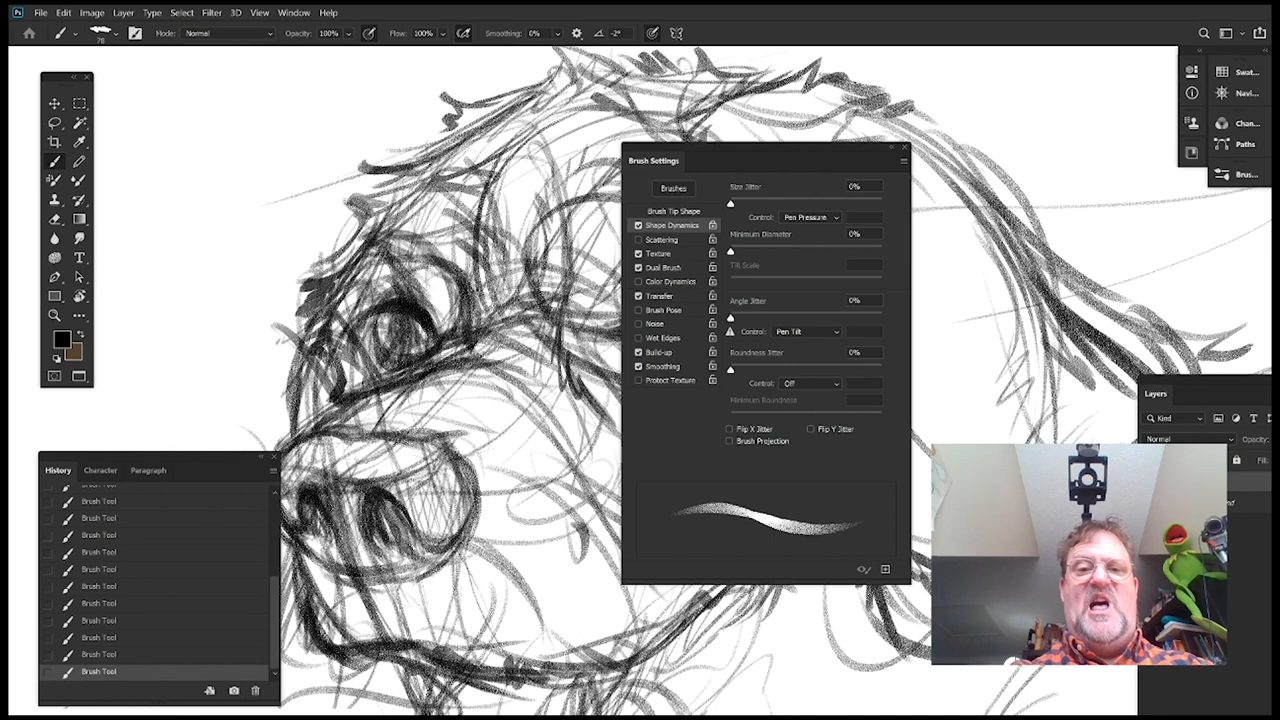 Ps File Edit Image Layer Type Select Filter 3D View Window Help
78 Mode: Normal Opacity: 100% Flow: 100% Smoothing: 0% -2°
Swat...
Navi...
Chan...
Paths
Brus...
Brush Settings
Brushes
Brush Tip Shape
Shape Dynamics
Scattering
Texture
Dual Brush
Color Dynamics
Transfer
Brush Pose
Noise
Wet Edges
Build-up
Smoothing
Protect Texture
Size Jitter 0%
Control: Pen Pressure
Minimum Diameter 0%
Tilt Scale
Angle Jitter 0%
Control: Pen Tilt
Roundness Jitter 0%
Control: Off
Minimum Roundness
Flip X Jitter Flip Y Jitter
Brush Projection
Layers
Kind
Normal Opacity:
Fill:
History Character Paragraph
Brush Tool
Brush Tool
Brush Tool
Brush Tool
Brush Tool
Brush Tool
Brush Tool
Brush Tool
Brush Tool
Brush Tool
Brush Tool